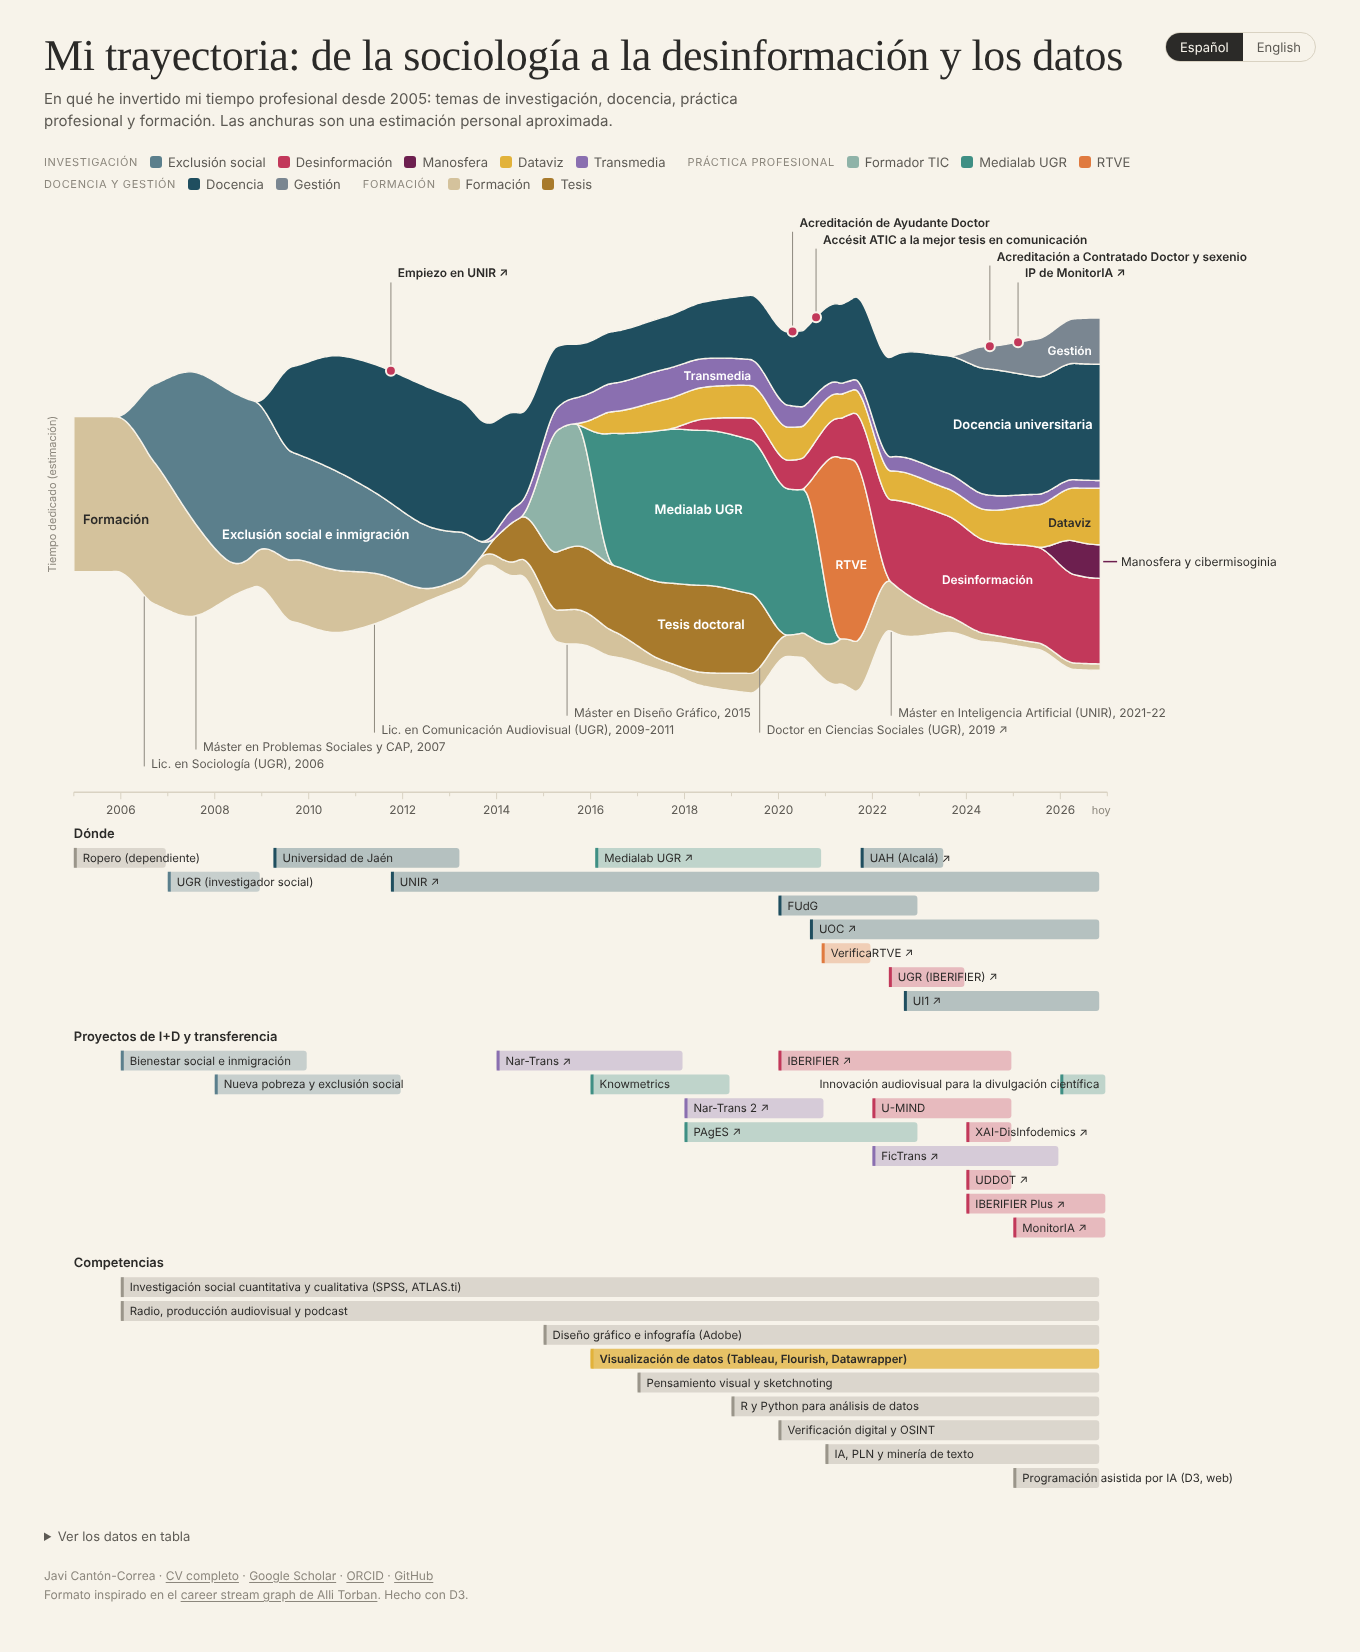 Mi trayectoria: de la sociología a la desinformación y los datos
Español English
En qué he invertido mi tiempo profesional desde 2005: temas de investigación, docencia, práctica
profesional y formación. Las anchuras son una estimación personal aproximada.
INVESTIGACIÓN Exclusión social Desinformación Manosfera Dataviz Transmedia PRÁCTICA PROFESIONAL Formador TIC Medialab UGR RTVE
DOCENCIA Y GESTIÓN Docencia Gestión FORMACIÓN Formación Tesis
Acreditación de Ayudante Doctor
Accésit ATIC a la mejor tesis en comunicación
Acreditación a Contratado Doctor y sexenio
Empiezo en UNIR ↗
IP de MonitorIA ↗
Gestión
Transmedia
Docencia universitaria
Tiempo dedicado (estimación)
Formación
Exclusión social e inmigración
Medialab UGR
Dataviz
RTVE
Manosfera y cibermisoginia
Desinformación
Tesis doctoral
Máster en Diseño Gráfico, 2015
Máster en Inteligencia Artificial (UNIR), 2021-22
Lic. en Comunicación Audiovisual (UGR), 2009-2011
Doctor en Ciencias Sociales (UGR), 2019 ↗
Máster en Problemas Sociales y CAP, 2007
Lic. en Sociología (UGR), 2006
2006 2008 2010 2012 2014 2016 2018 2020 2022 2024 2026 hoy
Dónde
Ropero (dependiente) Universidad de Jaén Medialab UGR ↗ UAH (Alcalá) ↗
UGR (investigador social) UNIR ↗
FUdG
UOC ↗
VerificaRTVE ↗
UGR (IBERIFIER) ↗
UI1 ↗
Proyectos de I+D y transferencia
Bienestar social e inmigración Nar-Trans ↗ IBERIFIER ↗
Nueva pobreza y exclusión social Knowmetrics Innovación audiovisual para la divulgación científica
Nar-Trans 2 ↗ U-MIND
PAgES ↗ XAI-DisInfodemics ↗
FicTrans ↗
UDDOT ↗
IBERIFIER Plus ↗
MonitorIA ↗
Competencias
Investigación social cuantitativa y cualitativa (SPSS, ATLAS.ti)
Radio, producción audiovisual y podcast
Diseño gráfico e infografía (Adobe)
Visualización de datos (Tableau, Flourish, Datawrapper)
Pensamiento visual y sketchnoting
R y Python para análisis de datos
Verificación digital y OSINT
IA, PLN y minería de texto
Programación asistida por IA (D3, web)
▶ Ver los datos en tabla
Javi Cantón-Correa · CV completo · Google Scholar · ORCID · GitHub
Formato inspirado en el career stream graph de Alli Torban. Hecho con D3.